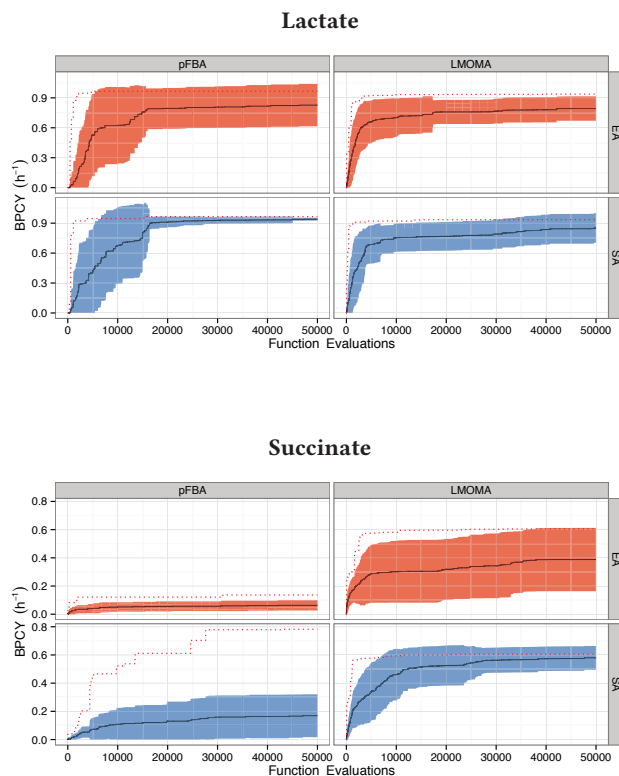 Lactate
pFBA LMOMA
0.9
0.6
0.3
0.0
EA
0.9
0.6
0.3
0.0
SA
BPCY (h⁻¹)
0 10000 20000 30000 40000 50000 0 10000 20000 30000 40000 50000
Function Evaluations Function Evaluations
Succinate
pFBA LMOMA
0.8
0.6
0.4
0.2
0.0
EA
0.8
0.6
0.4
0.2
0.0
SA
BPCY (h⁻¹)
0 10000 20000 30000 40000 50000 0 10000 20000 30000 40000 50000
Function Evaluations Function Evaluations